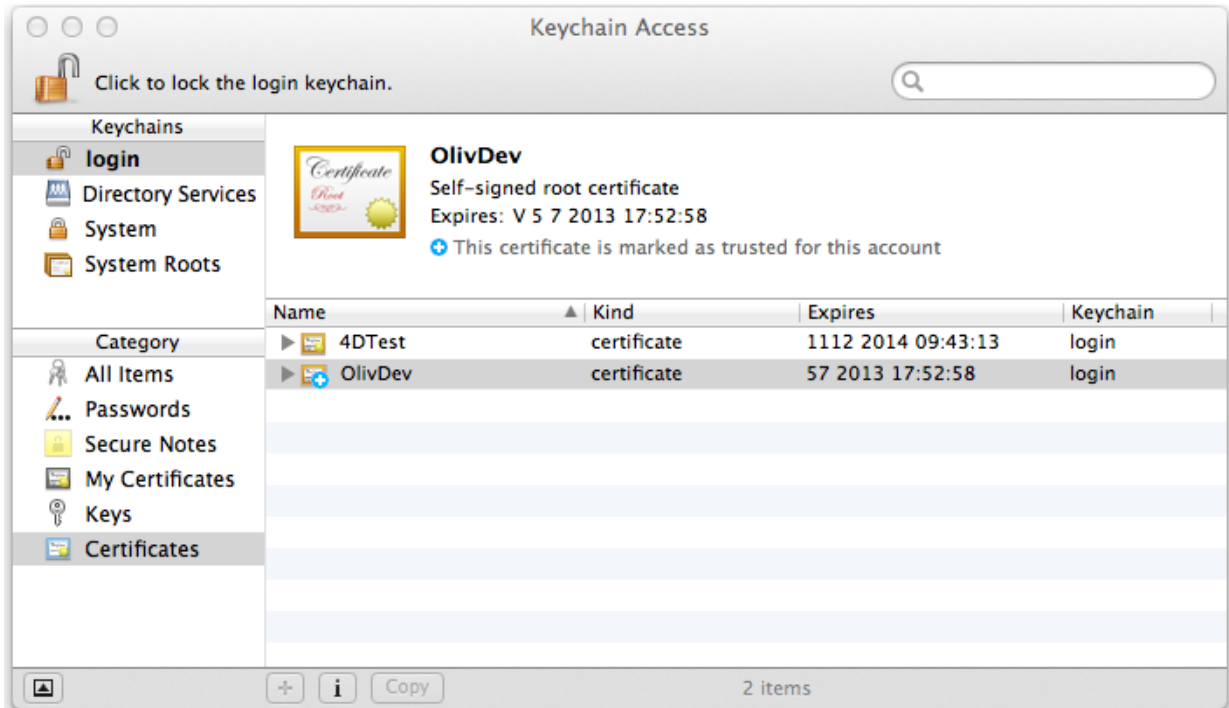 Keychain Access
Click to lock the login keychain.
Keychains
login
Directory Services
System
System Roots
Category
All Items
Passwords
Secure Notes
My Certificates
Keys
Certificates
Certificate
Root
OlivDev
Self-signed root certificate
Expires: V 5 7 2013 17:52:58
This certificate is marked as trusted for this account
Name Kind Expires Keychain
4DTest certificate 1112 2014 09:43:13 login
OlivDev certificate 57 2013 17:52:58 login
+ i Copy 2 items